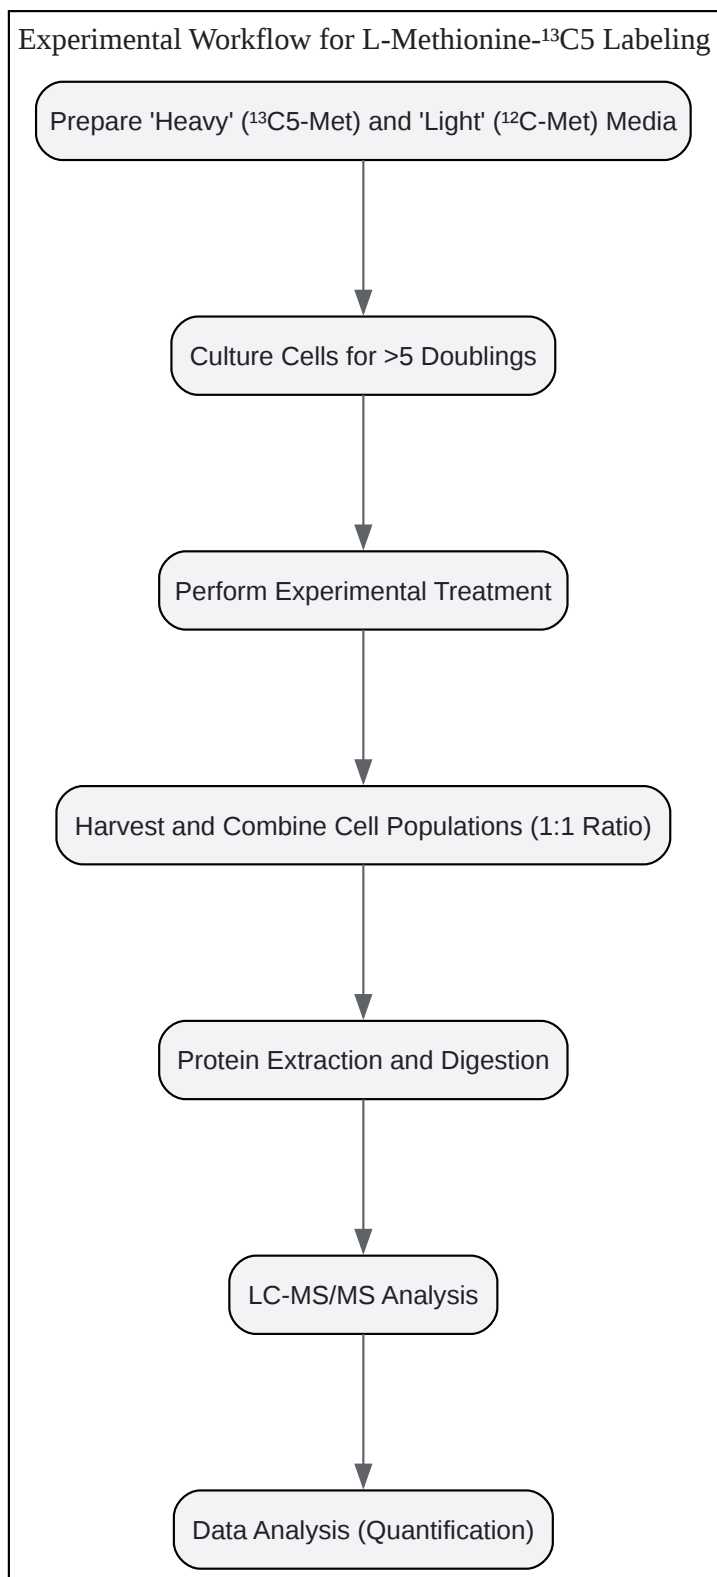 Experimental Workflow for L-Methionine-¹³C5 Labeling
Prepare 'Heavy' (¹³C5-Met) and 'Light' (¹²C-Met) Media
Culture Cells for >5 Doublings
Perform Experimental Treatment
Harvest and Combine Cell Populations (1:1 Ratio)
Protein Extraction and Digestion
LC-MS/MS Analysis
Data Analysis (Quantification)